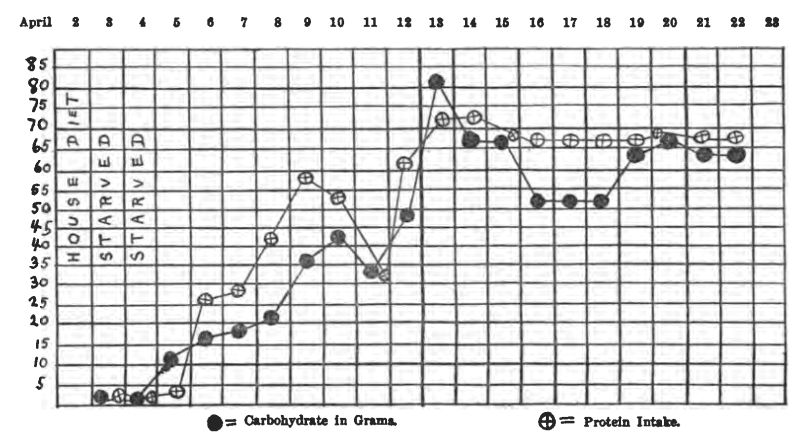 April 2 3 4 5 6 7 8 9 10 11 12 13 14 15 16 17 18 19 20 21 22 23
85
80
75
70
65
60
55
50
45
40
35
30
25
20
15
10
5
HOUSE DIET
STARVED
STARVED
= Carbohydrate in Grams.
= Protein Intake.